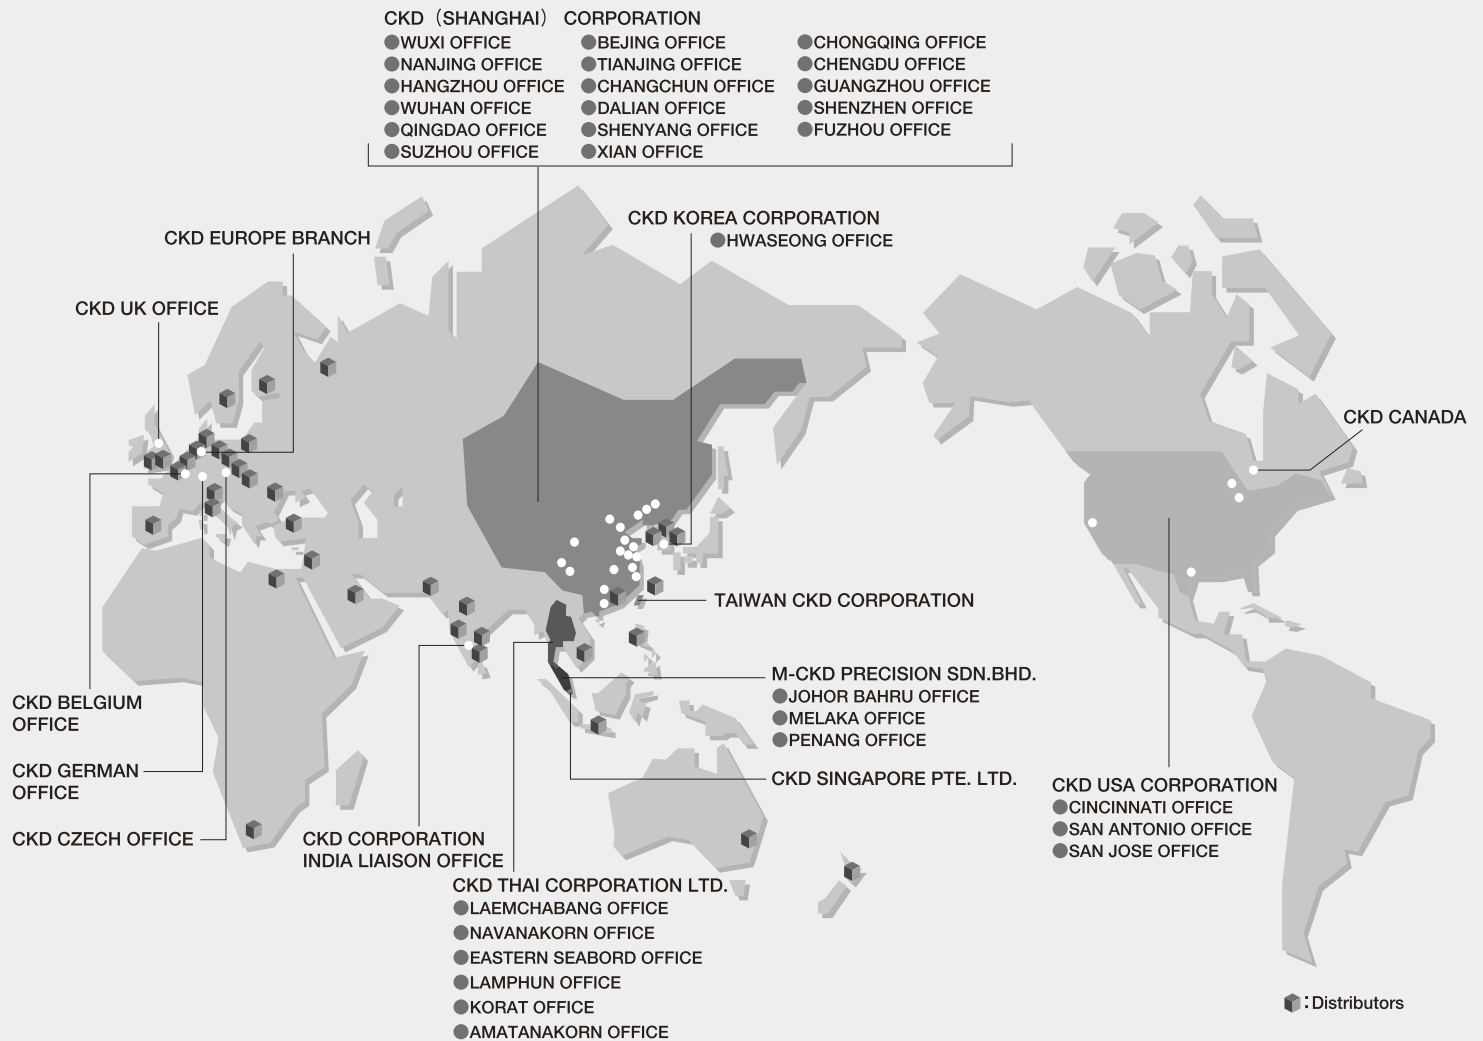 CKD（SHANGHAI） CORPORATION
●WUXI OFFICE
●NANJING OFFICE
●HANGZHOU OFFICE
●WUHAN OFFICE
●QINGDAO OFFICE
●SUZHOU OFFICE
●BEJING OFFICE
●TIANJING OFFICE
●CHANGCHUN OFFICE
●DALIAN OFFICE
●SHENYANG OFFICE
●XIAN OFFICE
●CHONGQING OFFICE
●CHENGDU OFFICE
●GUANGZHOU OFFICE
●SHENZHEN OFFICE
●FUZHOU OFFICE
CKD KOREA CORPORATION
●HWASEONG OFFICE
CKD EUROPE BRANCH
CKD UK OFFICE
CKD CANADA
TAIWAN CKD CORPORATION
M-CKD PRECISION SDN.BHD.
●JOHOR BAHRU OFFICE
●MELAKA OFFICE
●PENANG OFFICE
CKD SINGAPORE PTE. LTD.
CKD BELGIUM
OFFICE
CKD GERMAN
OFFICE
CKD CZECH OFFICE
CKD CORPORATION
INDIA LIAISON OFFICE
CKD THAI CORPORATION LTD.
●LAEMCHABANG OFFICE
●NAVANAKORN OFFICE
●EASTERN SEABORD OFFICE
●LAMPHUN OFFICE
●KORAT OFFICE
●AMATANAKORN OFFICE
CKD USA CORPORATION
●CINCINNATI OFFICE
●SAN ANTONIO OFFICE
●SAN JOSE OFFICE
:Distributors